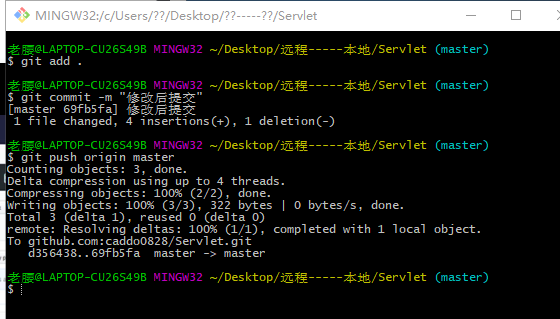 MINGW32:/c/Users/??/Desktop/??-----??/Servlet
老腰@LAPTOP-CU26S49B MINGW32 ~/Desktop/远程-----本地/Servlet (master)
$ git add .
老腰@LAPTOP-CU26S49B MINGW32 ~/Desktop/远程-----本地/Servlet (master)
$ git commit -m "修改后提交"
[master 69fb5fa] 修改后提交
1 file changed, 4 insertions(+), 1 deletion(-)
老腰@LAPTOP-CU26S49B MINGW32 ~/Desktop/远程-----本地/Servlet (master)
$ git push origin master
Counting objects: 3, done.
Delta compression using up to 4 threads.
Compressing objects: 100% (2/2), done.
Writing objects: 100% (3/3), 322 bytes | 0 bytes/s, done.
Total 3 (delta 1), reused 0 (delta 0)
remote: Resolving deltas: 100% (1/1), completed with 1 local object.
To github.com:caddo0828/Servlet.git
d356438..69fb5fa  master -> master
老腰@LAPTOP-CU26S49B MINGW32 ~/Desktop/远程-----本地/Servlet (master)
$